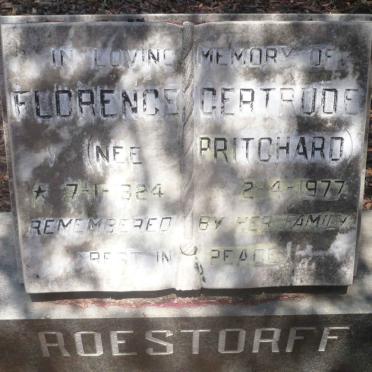 IN LOVING MEMORY OF
FLORENCE GERTRUDE
(NEE PRITCHARD)
* 7-1-1924 2-4-1977
REMEMBERED BY HER FAMILY
REST IN PEACE
ROESTORFF